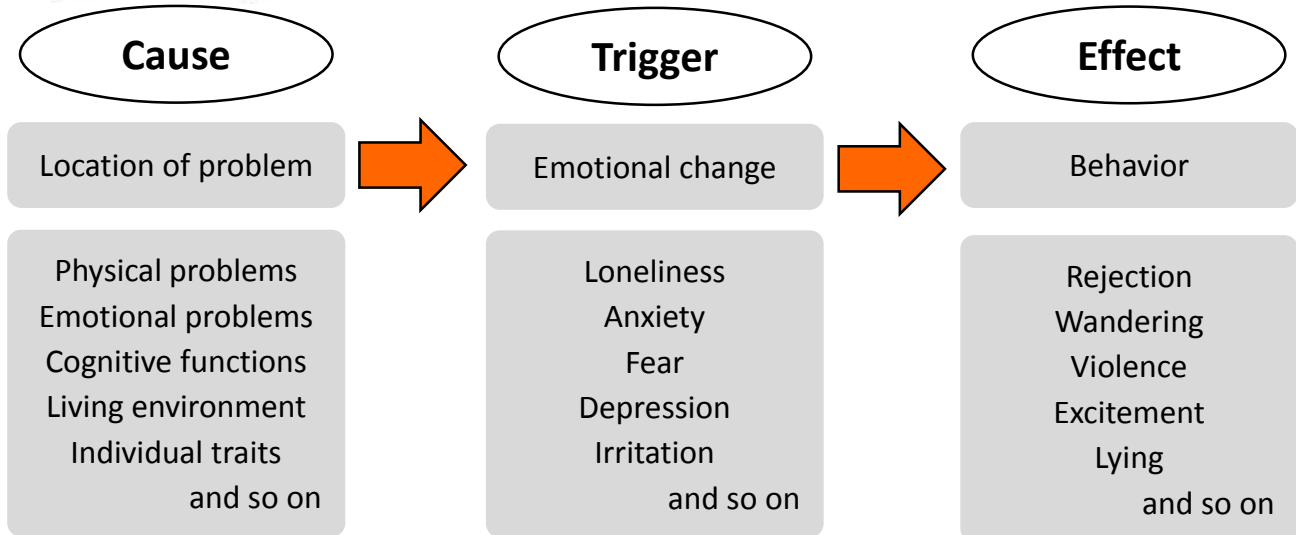 Cause
Trigger
Effect
Location of problem
Emotional change
Behavior
Physical problems
Emotional problems
Cognitive functions
Living environment
Individual traits
and so on
Loneliness
Anxiety
Fear
Depression
Irritation
and so on
Rejection
Wandering
Violence
Excitement
Lying
and so on